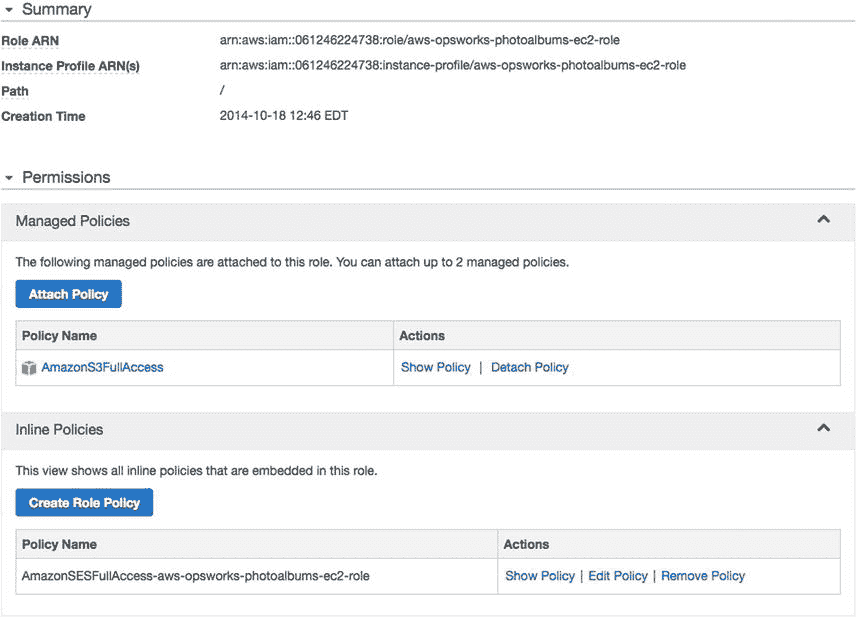 Summary
Role ARN arn:aws:iam::061246224738:role/aws-opsworks-photoalbums-ec2-role
Instance Profile ARN(s) arn:aws:iam::061246224738:instance-profile/aws-opsworks-photoalbums-ec2-role
Path /
Creation Time 2014-10-18 12:46 EDT
Permissions
Managed Policies
The following managed policies are attached to this role. You can attach up to 2 managed policies.
Attach Policy
Policy Name Actions
AmazonS3FullAccess Show Policy | Detach Policy
Inline Policies
This view shows all inline policies that are embedded in this role.
Create Role Policy
Policy Name Actions
AmazonSESFullAccess-aws-opsworks-photoalbums-ec2-role Show Policy | Edit Policy | Remove Policy